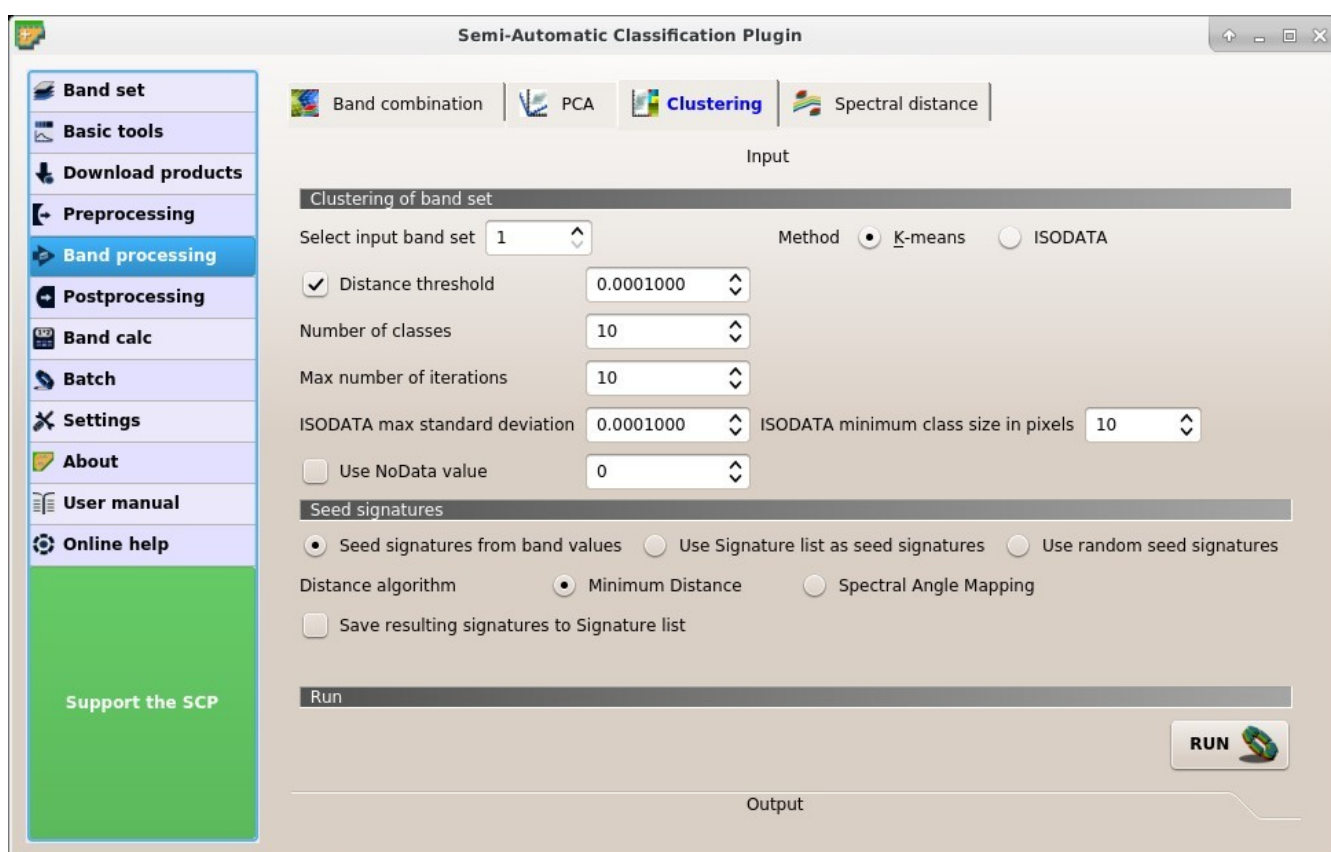 Semi-Automatic Classification Plugin
Band set
Basic tools
Download products
Preprocessing
Band processing
Postprocessing
Band calc
Batch
Settings
About
User manual
Online help
Support the SCP
Band combination PCA Clustering Spectral distance
Input
Clustering of band set
Select input band set 1 Method K-means ISODATA
Distance threshold 0.0001000
Number of classes 10
Max number of iterations 10
ISODATA max standard deviation 0.0001000 ISODATA minimum class size in pixels 10
Use NoData value 0
Seed signatures
Seed signatures from band values Use Signature list as seed signatures Use random seed signatures
Distance algorithm Minimum Distance Spectral Angle Mapping
Save resulting signatures to Signature list
Run
RUN
Output